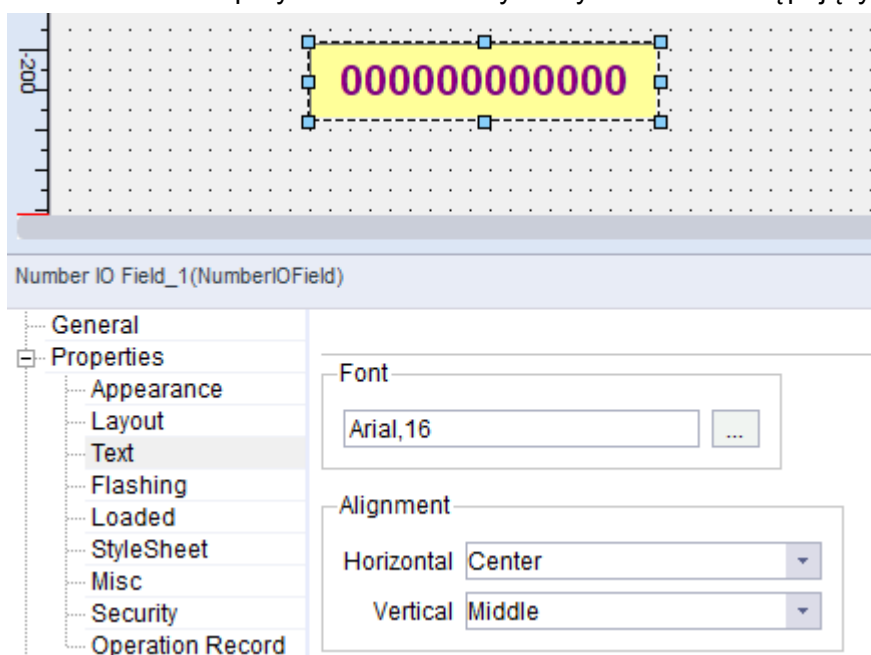 -200
000000000000
Number IO Field_1(NumberIOField)
General
Properties
Appearance
Layout
Text
Flashing
Loaded
StyleSheet
Misc
Security
Operation Record
Font
Arial,16
...
Alignment
Horizontal Center
Vertical Middle